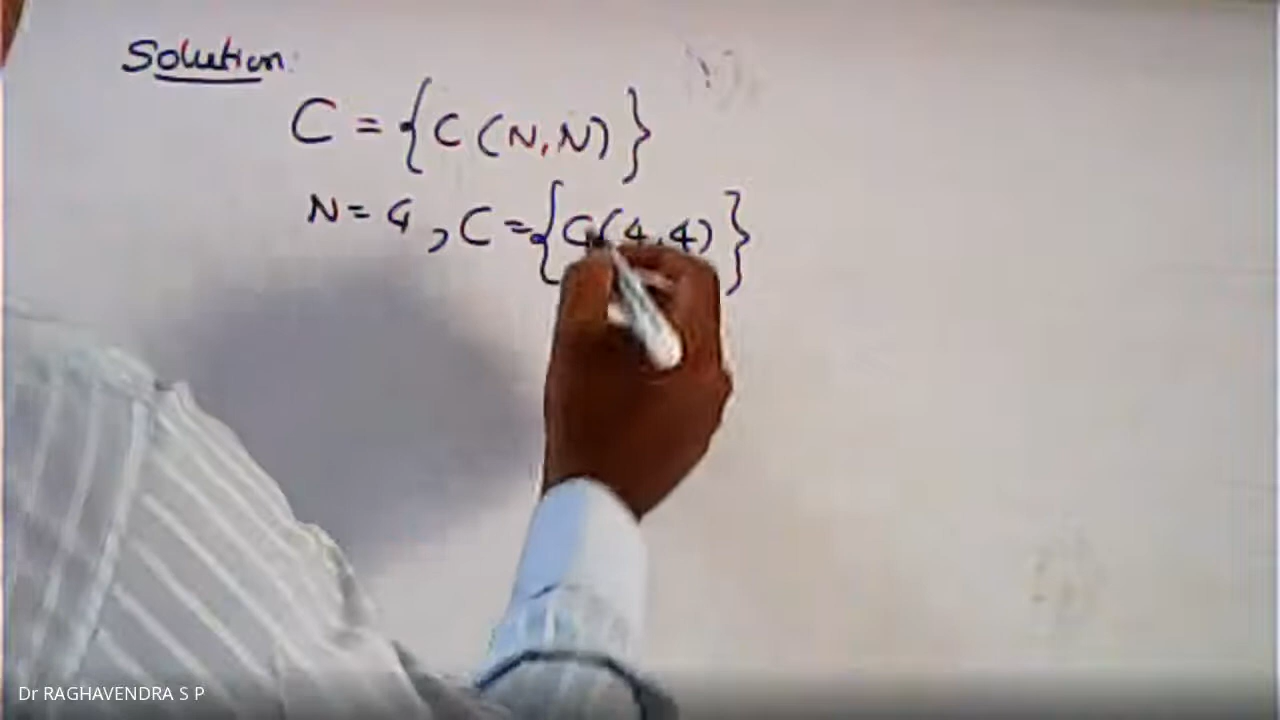 Solution:
C = {C (N, N)}
N = 4, C = {C(4,4)}
Dr RAGHAVENDRA S P